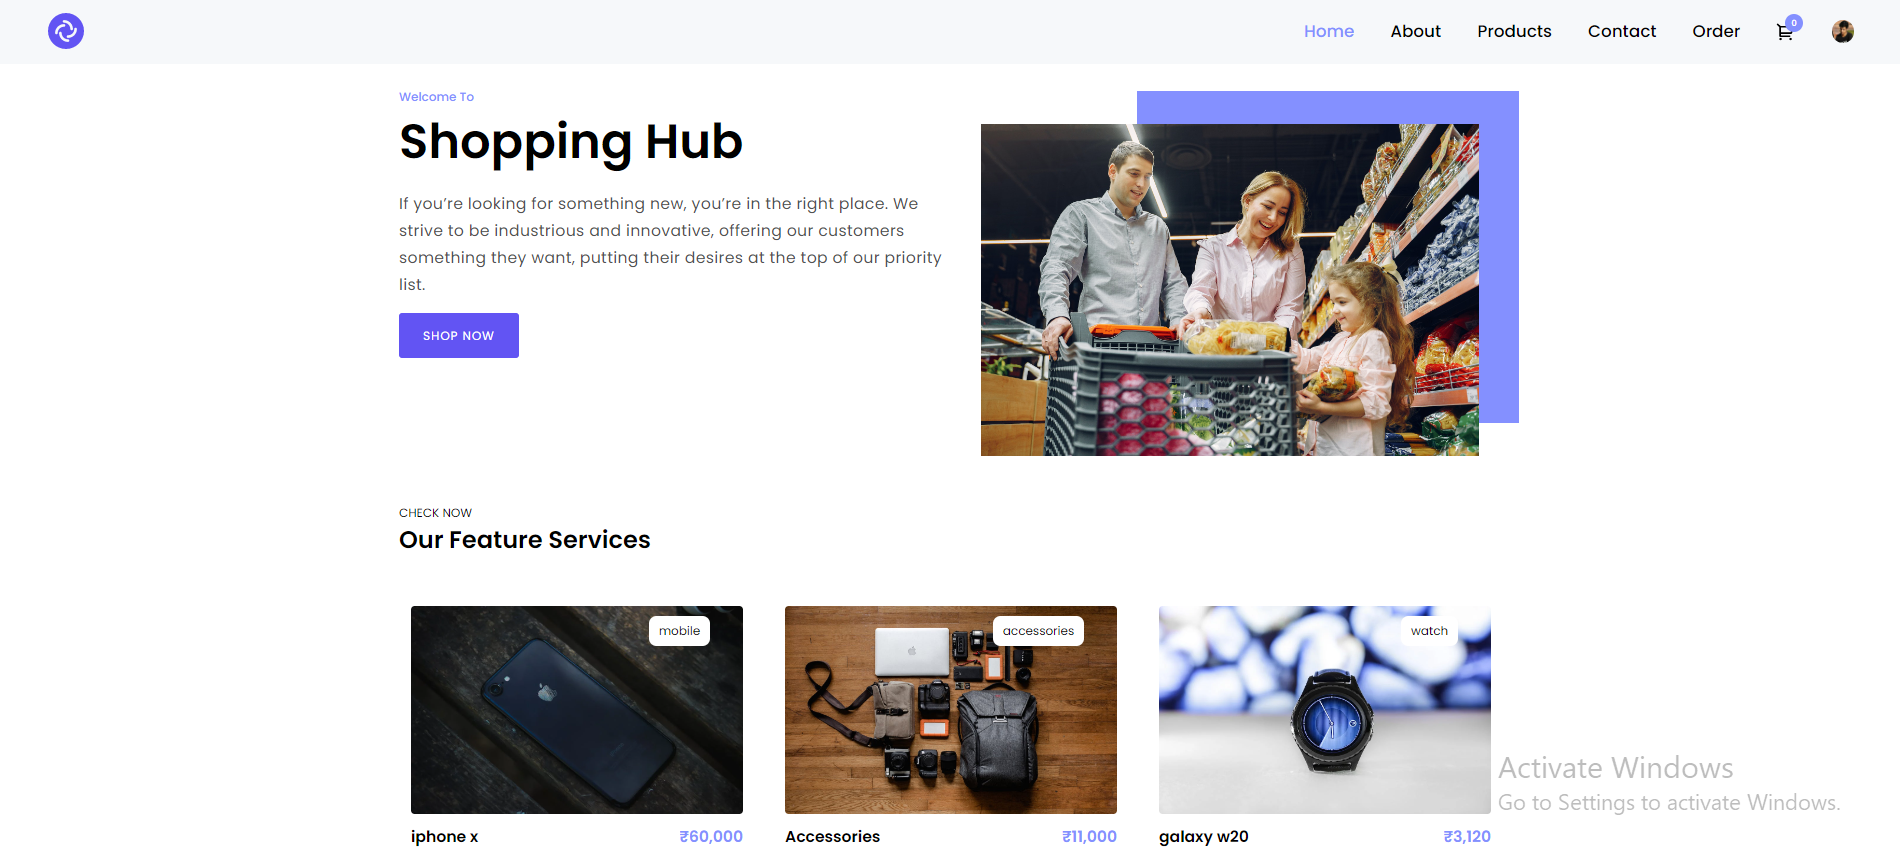 Home
About
Products
Contact
Order
0
Welcome To
Shopping Hub
If you’re looking for something new, you’re in the right place. We
strive to be industrious and innovative, offering our customers
something they want, putting their desires at the top of our priority
list.
SHOP NOW
CHECK NOW
Our Feature Services
mobile
accessories
watch
Activate Windows
Go to Settings to activate Windows.
iphone x
₹60,000
Accessories
₹11,000
galaxy w20
₹3,120